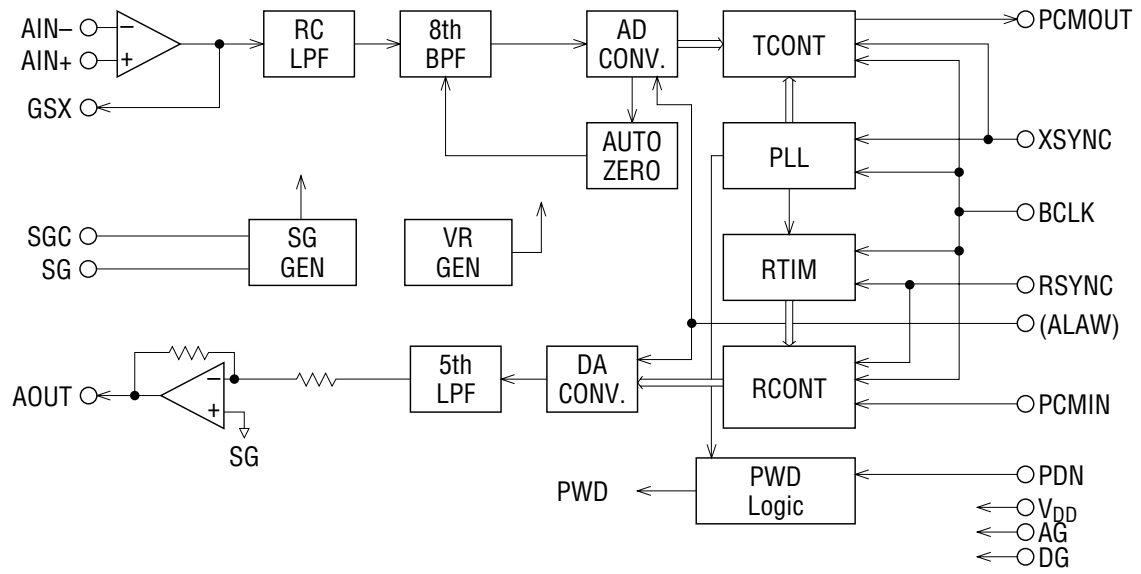 AIN–
AIN+
GSX
–
+
RC
LPF
8th
BPF
AD
CONV.
TCONT
PCMOUT
AUTO
ZERO
PLL
XSYNC
BCLK
SGC
SG
SG
GEN
VR
GEN
RTIM
RSYNC
(ALAW)
AOUT
–
+
SG
5th
LPF
DA
CONV.
RCONT
PCMIN
PWD
PWD
Logic
PDN
VDD
AG
DG